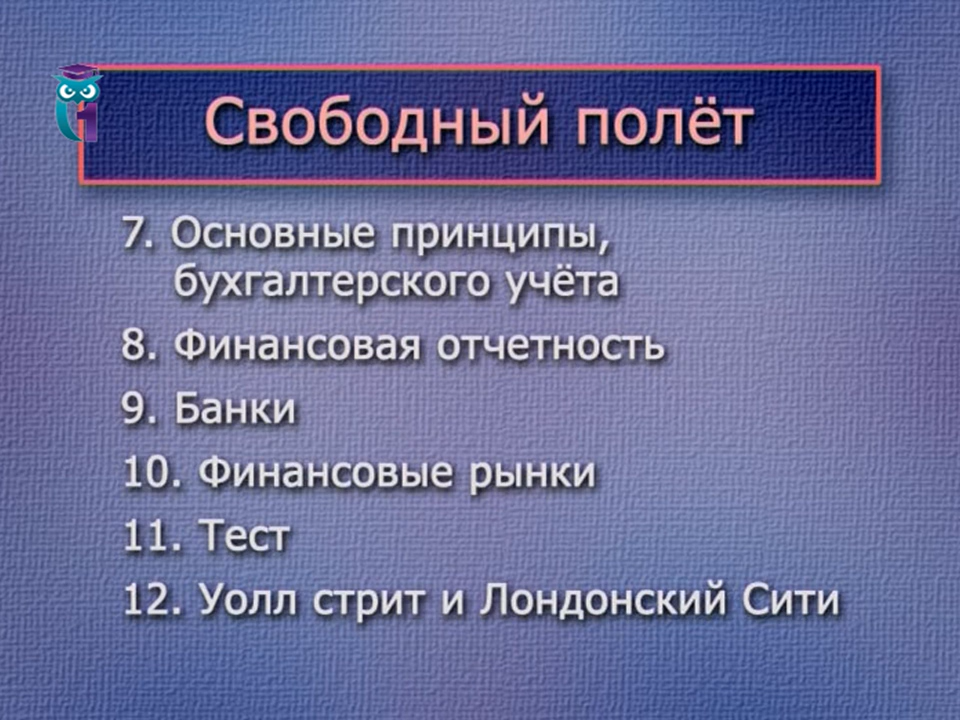 Свободный полёт
7. Основные принципы,
бухгалтерского учёта
8. Финансовая отчетность
9. Банки
10. Финансовые рынки
11. Тест
12. Уолл стрит и Лондонский Сити